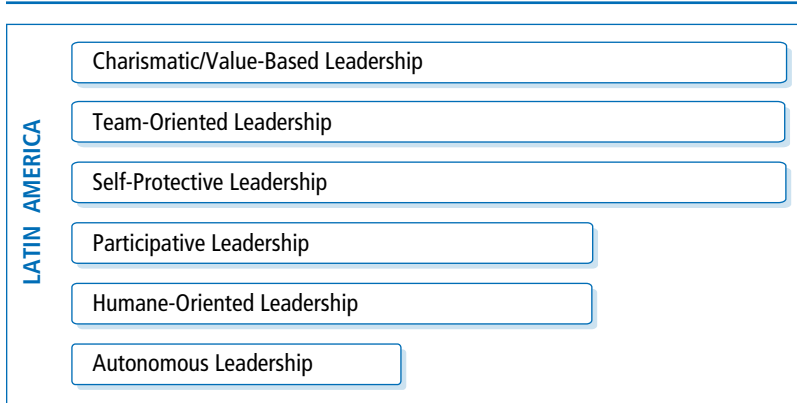 LATIN AMERICA
Charismatic/Value-Based Leadership
Team-Oriented Leadership
Self-Protective Leadership
Participative Leadership
Humane-Oriented Leadership
Autonomous Leadership